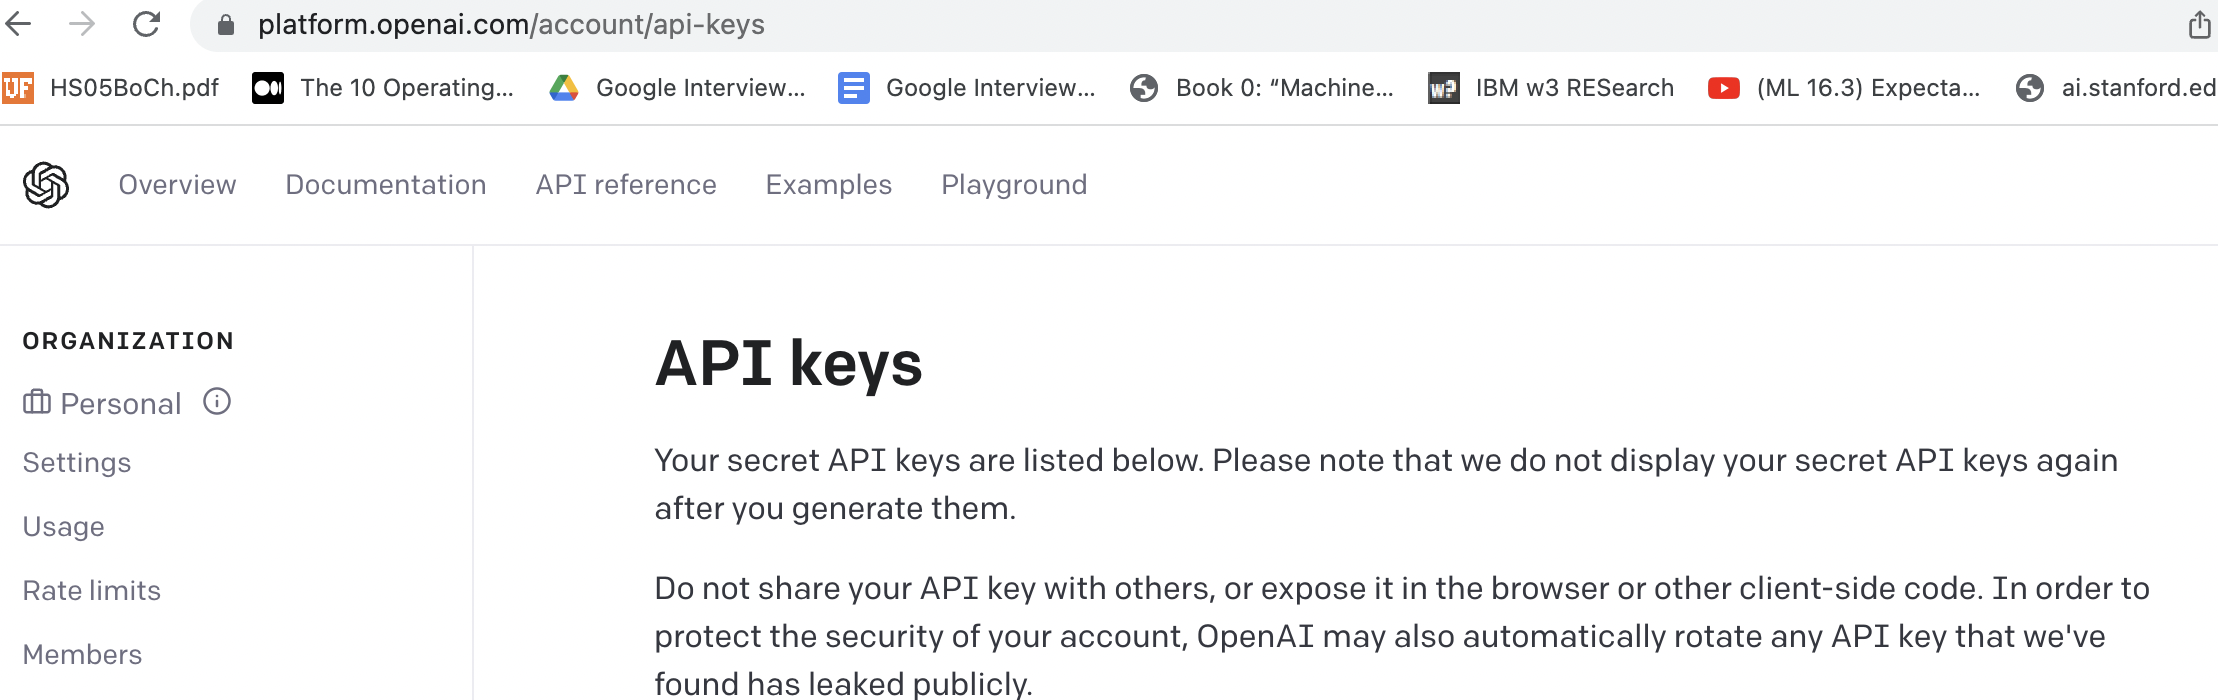 platform.openai.com/account/api-keys
UF HS05BoCh.pdf The 10 Operating... Google Interview... Google Interview... Book 0: “Machine... w? IBM w3 RESearch (ML 16.3) Expecta... ai.stanford.ed
Overview Documentation API reference Examples Playground
ORGANIZATION
Personal
Settings
Usage
Rate limits
Members
API keys
Your secret API keys are listed below. Please note that we do not display your secret API keys again
after you generate them.
Do not share your API key with others, or expose it in the browser or other client-side code. In order to
protect the security of your account, OpenAI may also automatically rotate any API key that we've
found has leaked publicly.